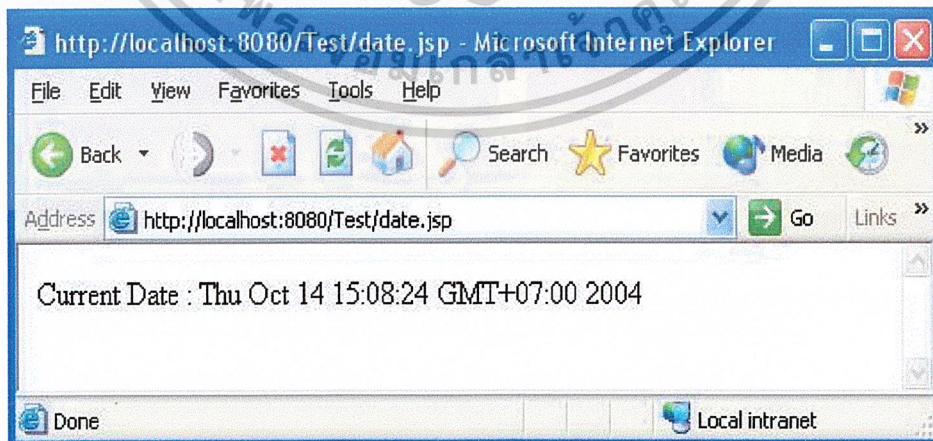 http://localhost:8080/Test/date.jsp - Microsoft Internet Explorer
File Edit View Favorites Tools Help
Back Search Favorites Media »
Address http://localhost:8080/Test/date.jsp Go Links »
Current Date : Thu Oct 14 15:08:24 GMT+07:00 2004
Done Local intranet